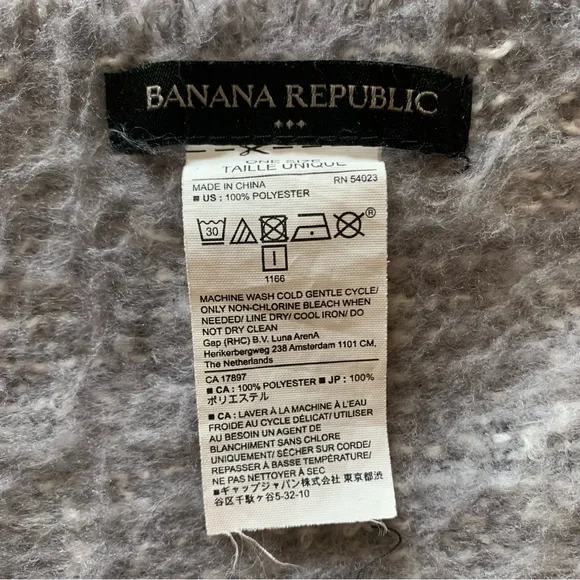 BANANA REPUBLIC
ONE SIZE
TAILLE UNIQUE
MADE IN CHINA RN 54023
■ US : 100% POLYESTER
30 ®
I
1166
MACHINE WASH COLD GENTLE CYCLE/
ONLY NON-CHLORINE BLEACH WHEN
NEEDED/ LINE DRY/ COOL IRON/ DO
NOT DRY CLEAN
Gap (RHC) B.V. Luna ArenA
Herikerbergweg 238 Amsterdam 1101 CM,
The Netherlands
CA 17897
■ CA : 100% POLYESTER ■ JP : 100%
ポリエステル
■ CA : LAVER À LA MACHINE À L'EAU
FROIDE AU CYCLE DÉLICAT/ UTILISER
AU BESOIN UN AGENT DE
BLANCHIMENT SANS CHLORE
UNIQUEMENT/ SÉCHER SUR CORDE/
REPASSER À BASSE TEMPÉRATURE/
NE PAS NETTOYER À SEC
■ギャップジャパン(株) 東京都渋
谷区千駄ヶ谷5-32-10